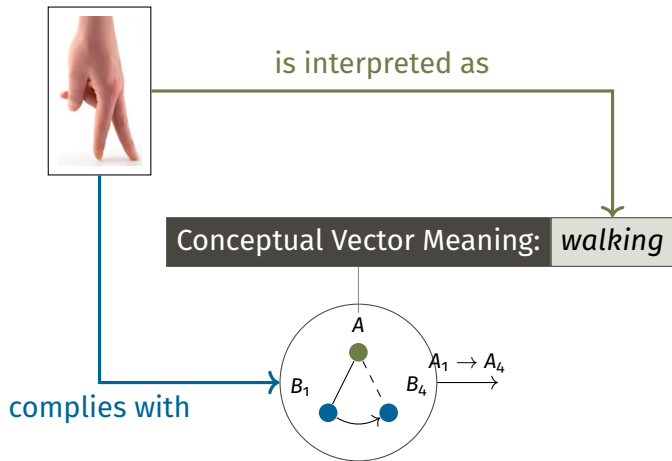 is interpreted as
Conceptual Vector Meaning: walking
A
A₁ → A₄
B₁
B₄
complies with